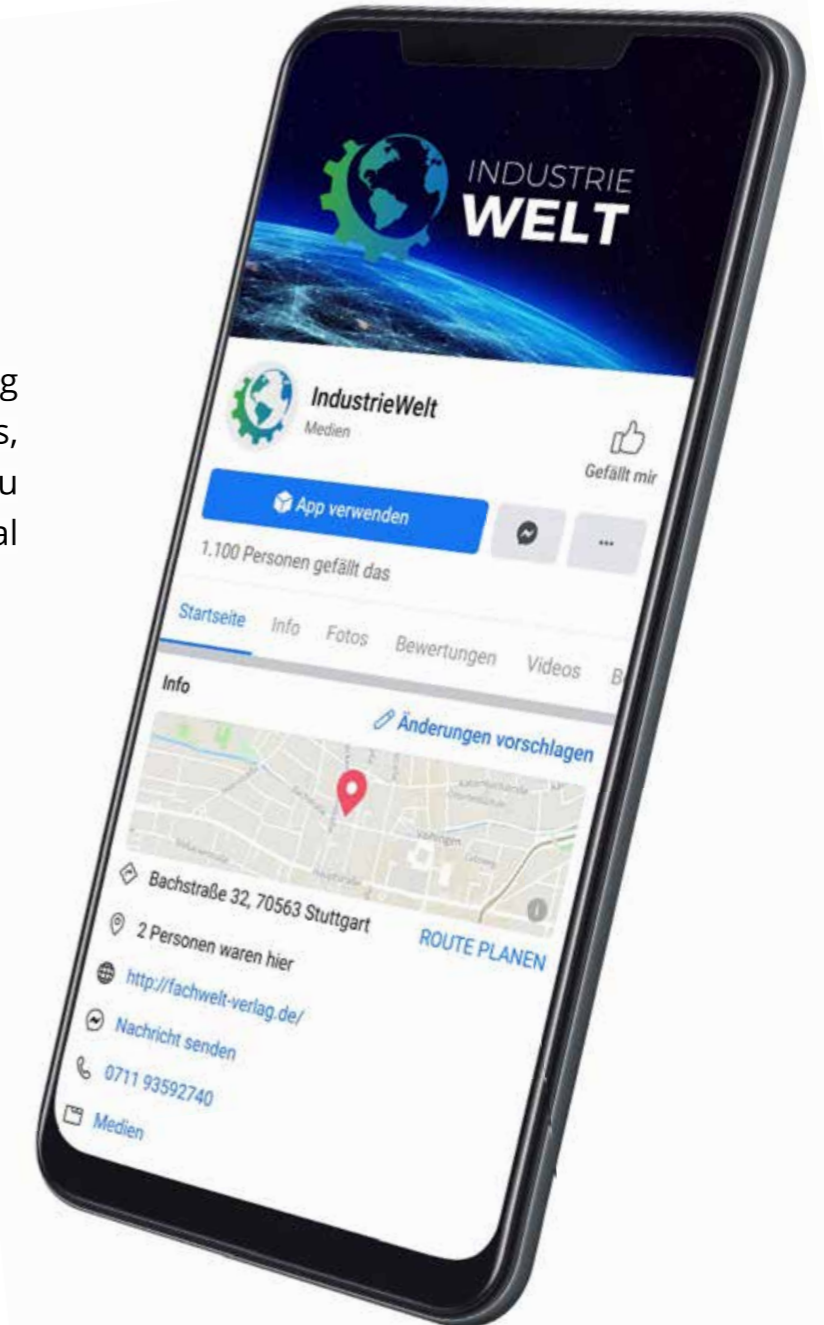 g
s,
u
al
INDUSTRIE
WELT
IndustrieWelt
Medien
Gefällt mir
App verwenden
...
1.100 Personen gefällt das
Startseite Info Fotos Bewertungen Videos B
Info
Änderungen vorschlagen
Bachstraße 32, 70563 Stuttgart
ROUTE PLANEN
2 Personen waren hier
http://fachwelt-verlag.de/
Nachricht senden
0711 93592740
Medien